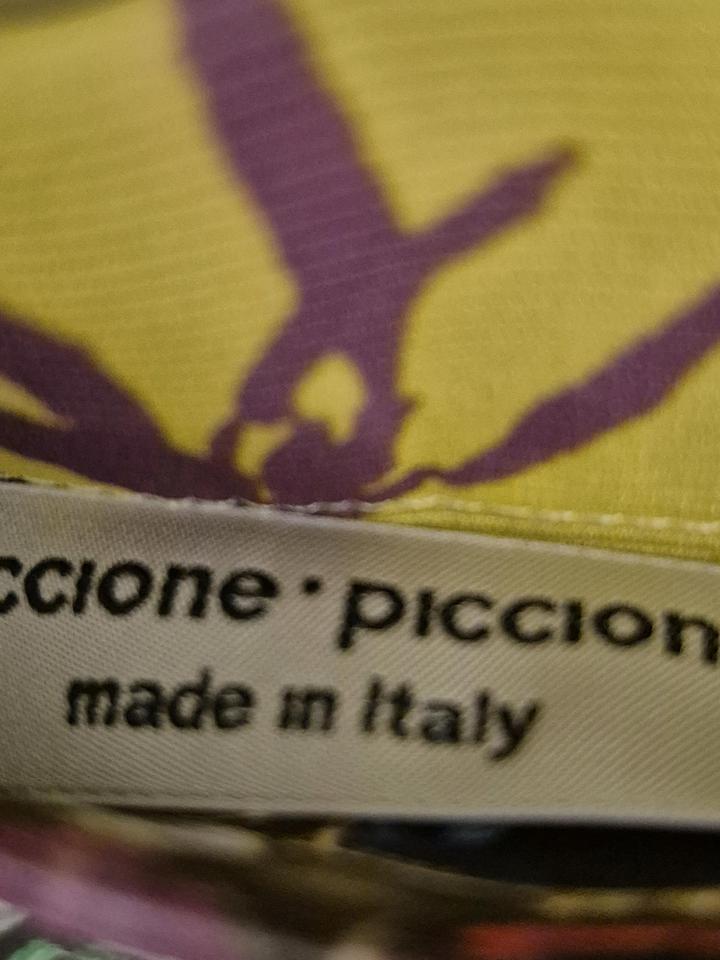 ccione • piccion
made in Italy